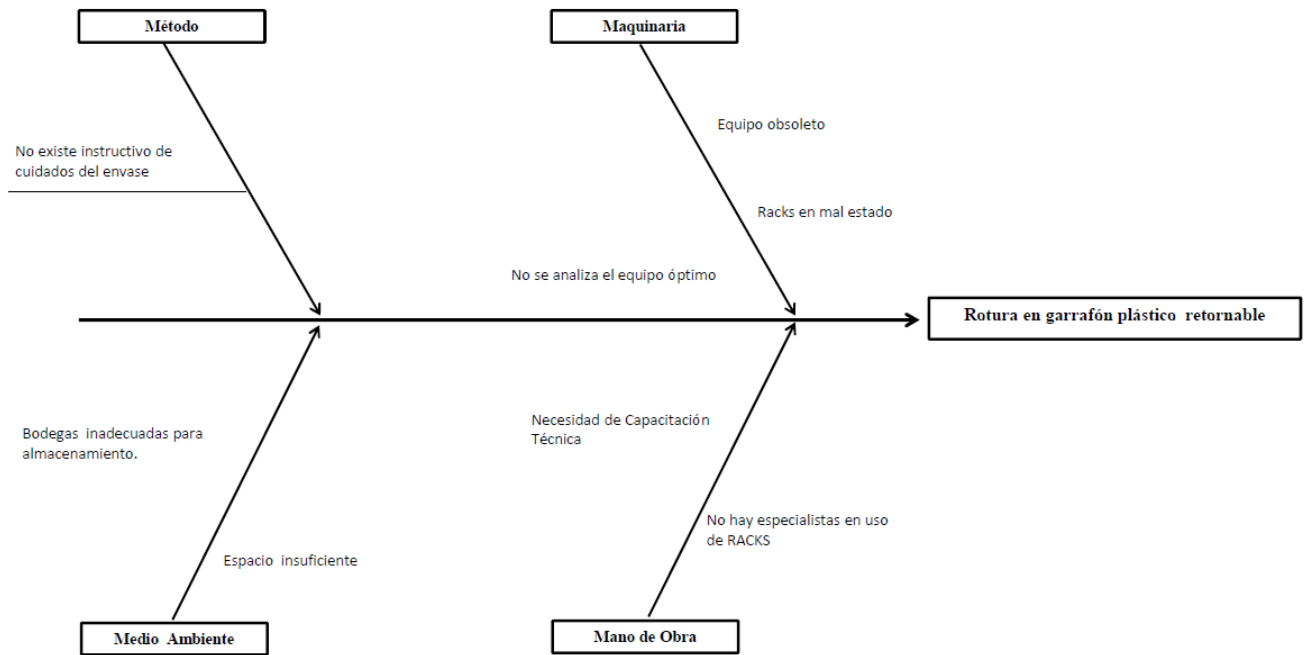 Método
Maquinaria
Equipo obsoleto
No existe instructivo de
cuidados del envase
Racks en mal estado
No se analiza el equipo óptimo
Rotura en garrafón plástico retornable
Necesidad de Capacitación
Técnica
Bodegas inadecuadas para
almacenamiento.
No hay especialistas en uso
de RACKS
Espacio insuficiente
Medio Ambiente
Mano de Obra